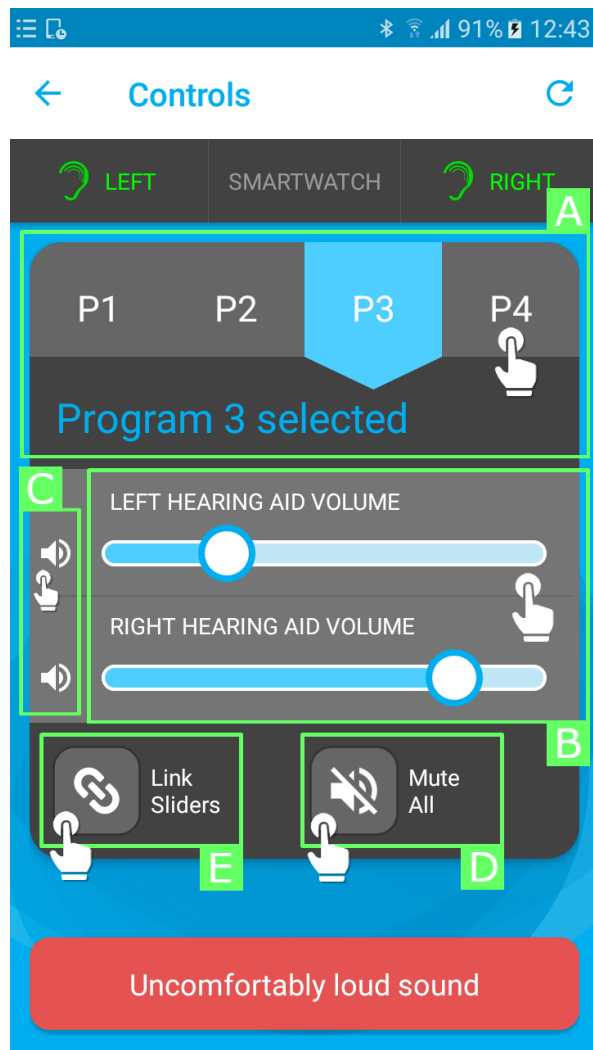 91% 12:43
Controls
LEFT SMARTWATCH RIGHT
A
P1 P2 P3 P4
Program 3 selected
C
LEFT HEARING AID VOLUME
RIGHT HEARING AID VOLUME
B
Link
Sliders
Mute
All
E
D
Uncomfortably loud sound